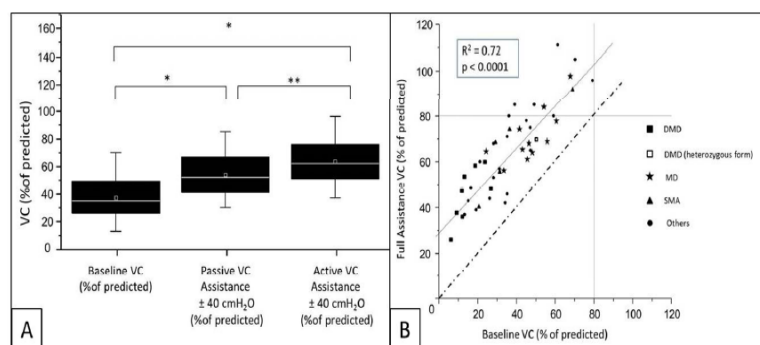 *
*
**
VC (%of predicted)
160
140
120
100
80
60
40
20
0
Baseline VC
(%of predicted)
Passive VC
Assistance
± 40 cmH₂O
(%of predicted)
Active VC
Assistance
± 40 cmH₂O
(%of predicted)
A
Full Assistance VC (% of predicted)
120
100
80
60
40
20
0
R² = 0.72
p < 0.0001
DMD
DMD (heterozygous form)
MD
SMA
Others
0 20 40 60 80 100 120
Baseline VC (% of predicted)
B